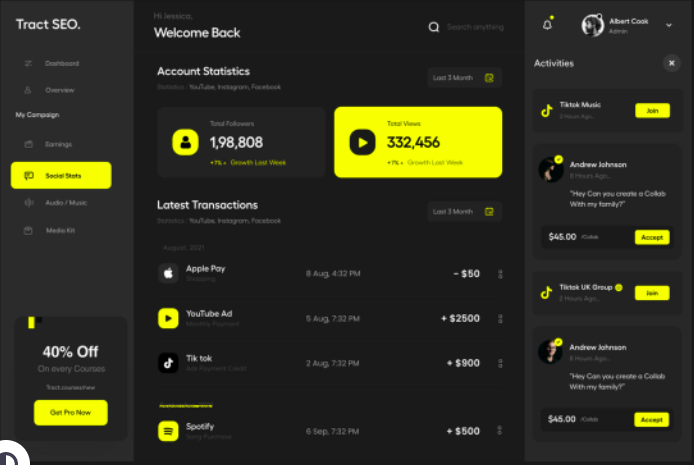 Tract SEO.
Dashboard
Overview
My Campaign
Earnings
Social Stats
Audio / Music
Media Kit
40% Off
On every Courses
Get Pro Now
Hi Jessica,
Welcome Back
Search anything
Account Statistics
Statistics : YouTube, Instagram, Facebook
Last 3 Month
Total Followers
1,98,808
+7% Growth Last Week
Total Views
332,456
+7% Growth Last Week
Latest Transactions
Statistics : YouTube, Instagram, Facebook
Last 3 Month
August, 2021
Apple Pay
Shopping
8 Aug, 4:32 PM
- $50
YouTube Ad
Monthly Payment
5 Aug, 7:32 PM
+ $2500
Tik tok
Ads Payment Credit
2 Aug, 7:32 PM
+ $900
Spotify
Song Purchase
6 Sep, 7:32 PM
+ $500
Albert Cook
Admin
Activities
Tiktok Music
2 Hours Ago..
Join
Andrew Johnson
8 Hours Ago..
"Hey Can you create a Collab
With my family?"
$45.00 /Collab
Accept
Tiktok UK Group
2 Hours Ago..
Join
Andrew Johnson
8 Hours Ago..
"Hey Can you create a Collab
With my family?"
$45.00 /Collab
Accept